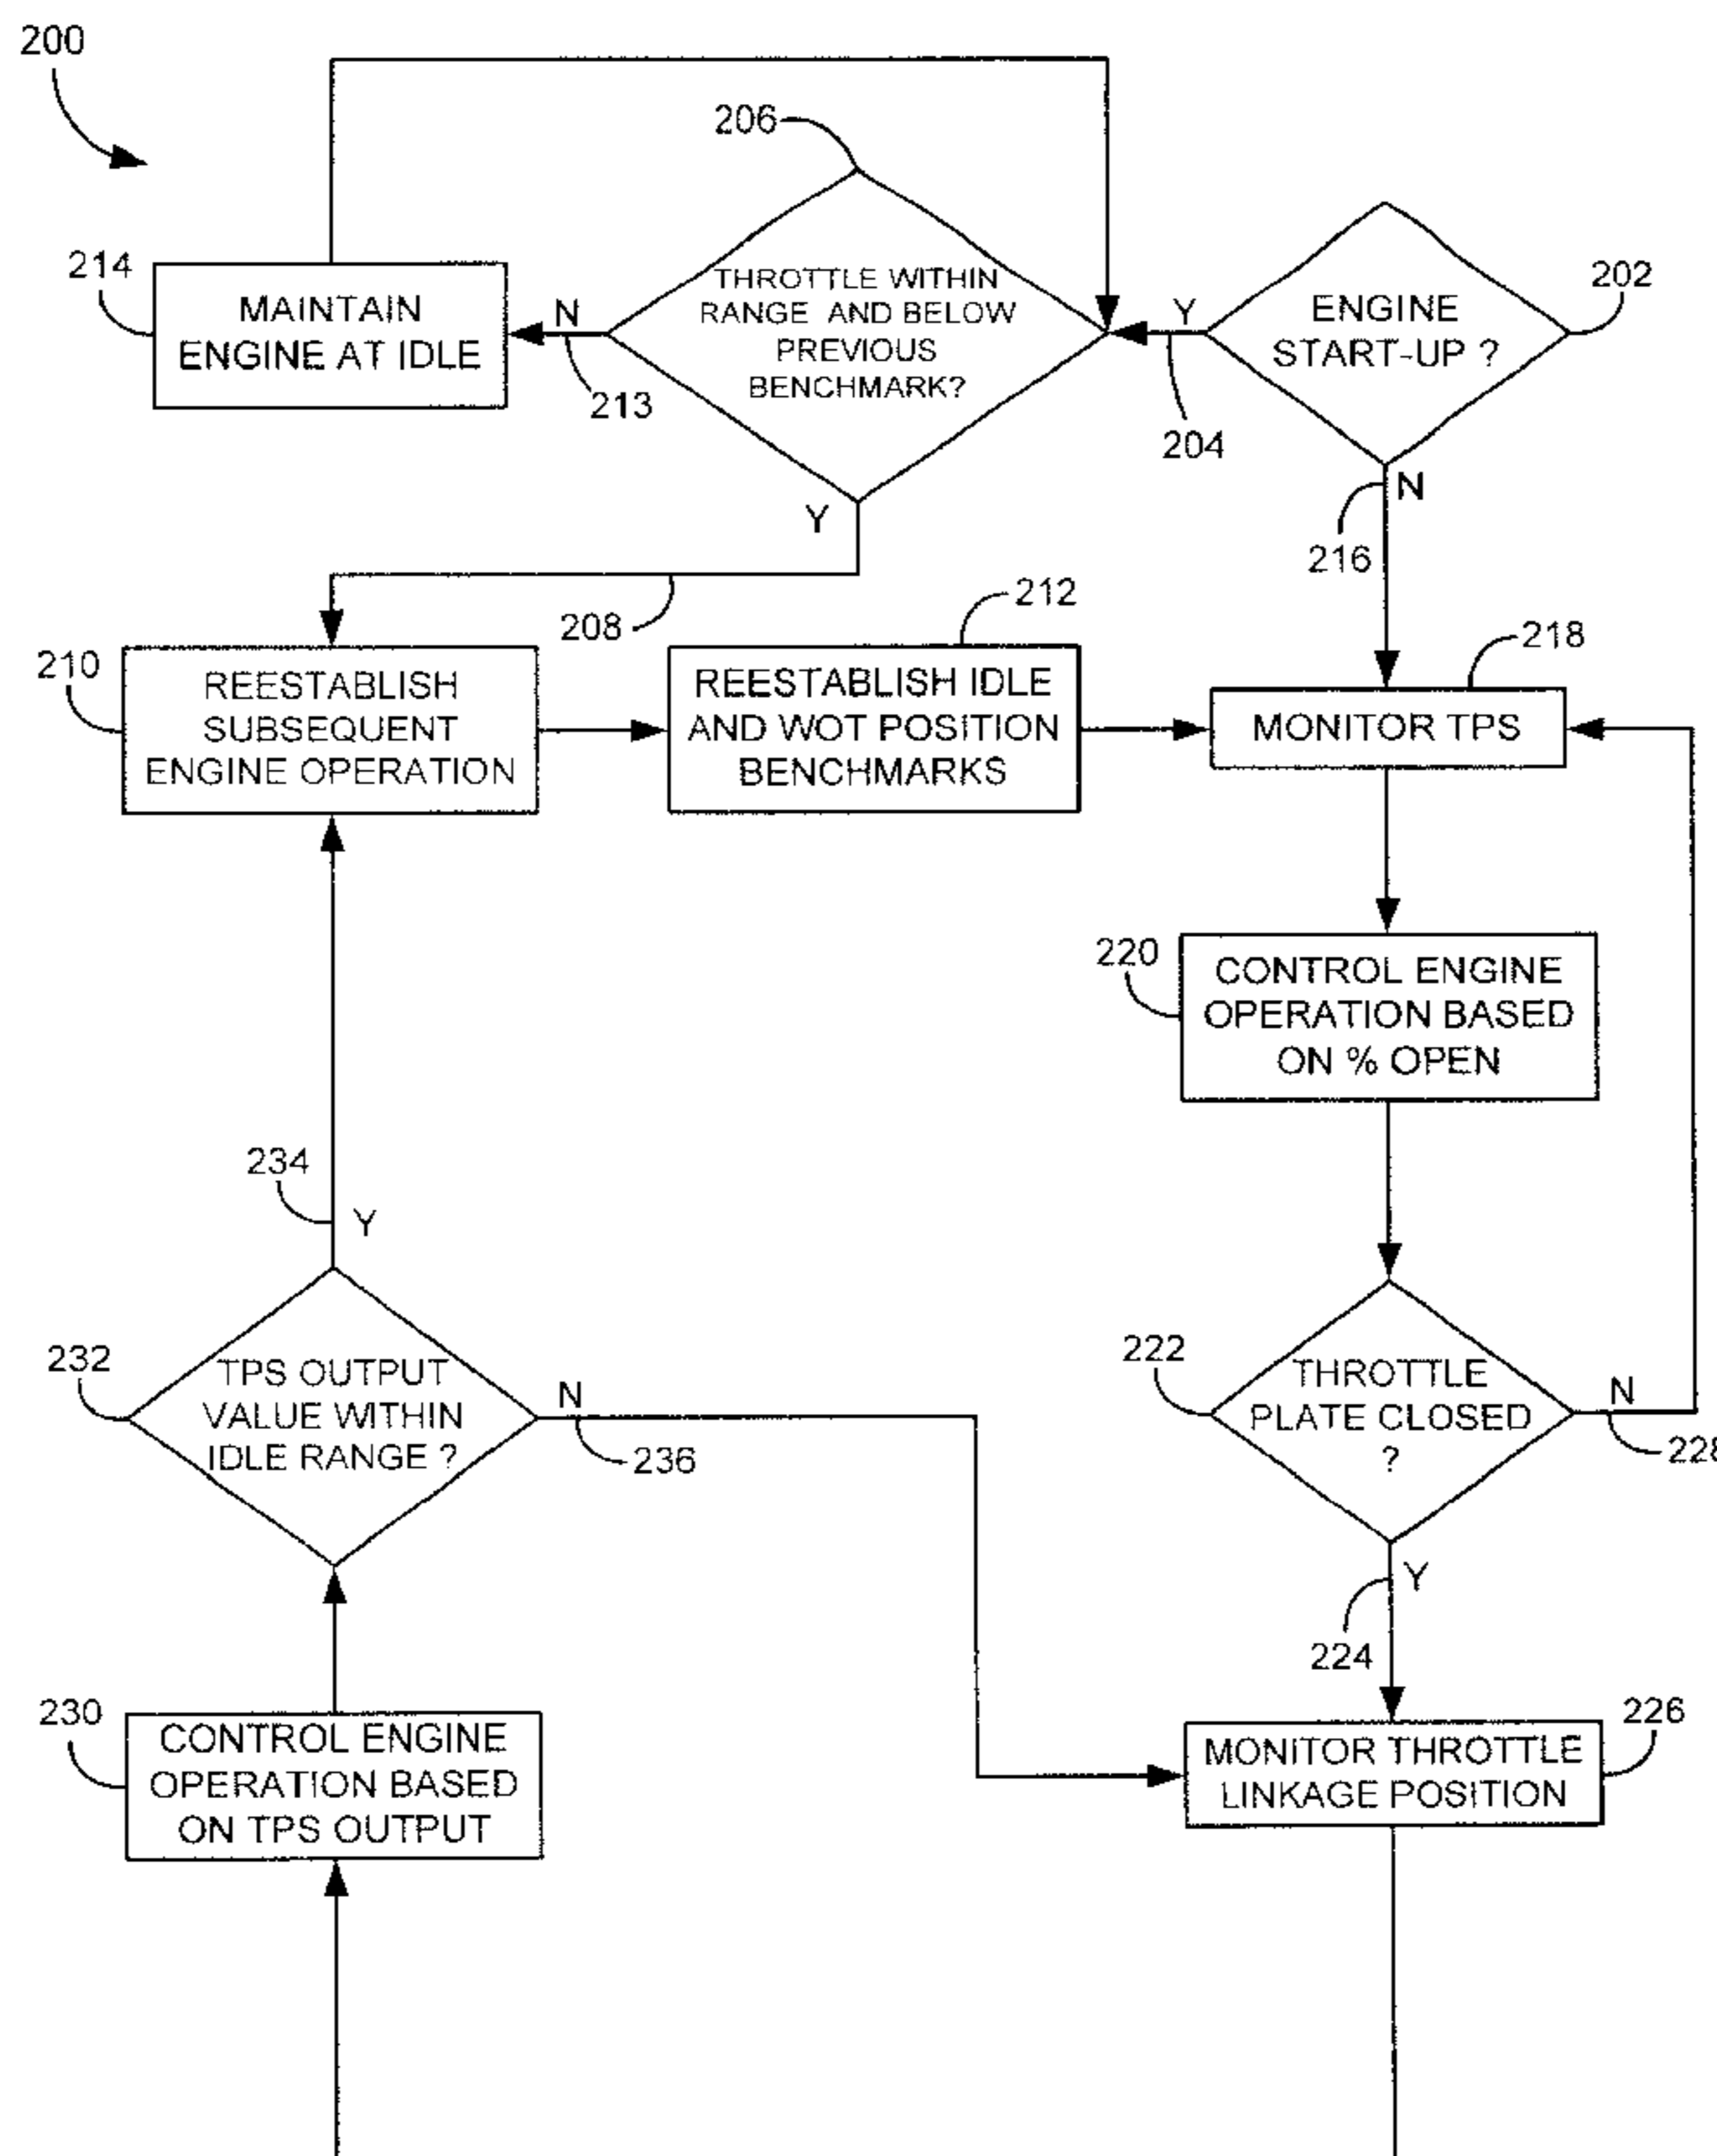 200
206
214
MAINTAIN
ENGINE AT IDLE
N
213
THROTTLE WITHIN
RANGE AND BELOW
PREVIOUS
BENCHMARK?
Y
204
ENGINE
START-UP ?
202
Y
208
N
216
210
REESTABLISH
SUBSEQUENT
ENGINE OPERATION
212
REESTABLISH IDLE
AND WOT POSITION
BENCHMARKS
218
MONITOR TPS
220
CONTROL ENGINE
OPERATION BASED
ON % OPEN
234
Y
232
TPS OUTPUT
VALUE WITHIN
IDLE RANGE ?
N
236
222
THROTTLE
PLATE CLOSED
?
N
228
Y
224
230
CONTROL ENGINE
OPERATION BASED
ON TPS OUTPUT
226
MONITOR THROTTLE
LINKAGE POSITION